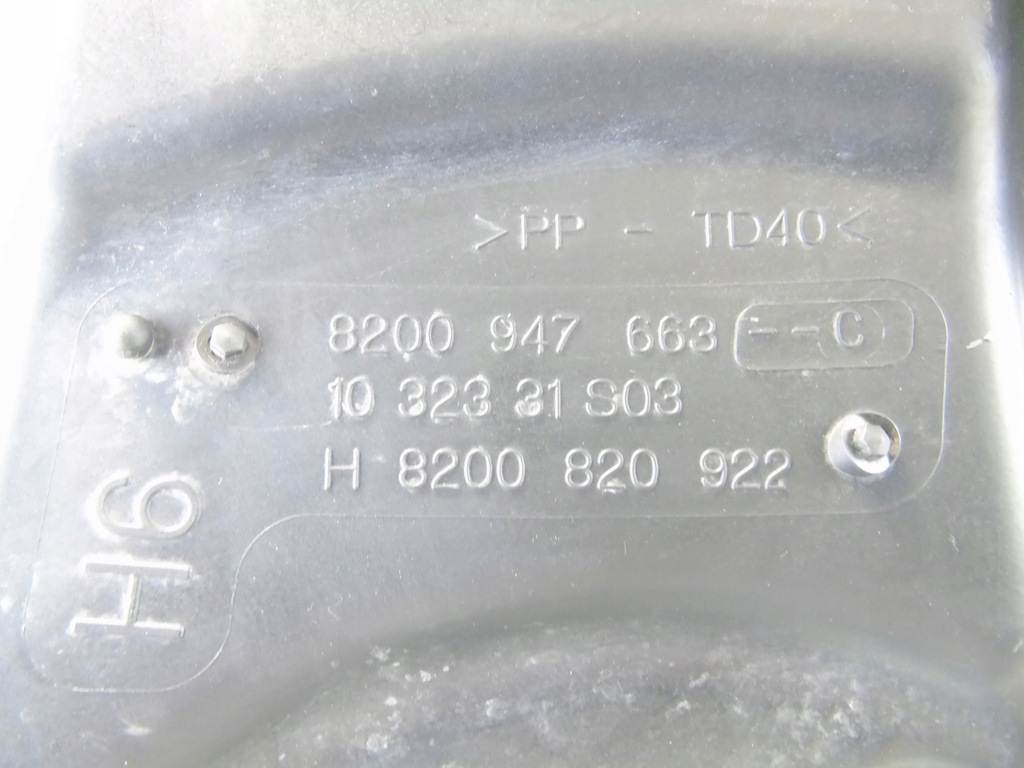 >PP - TD40<
8200 947 663 --C
10 323 31 S03
H 8200 820 922
H6